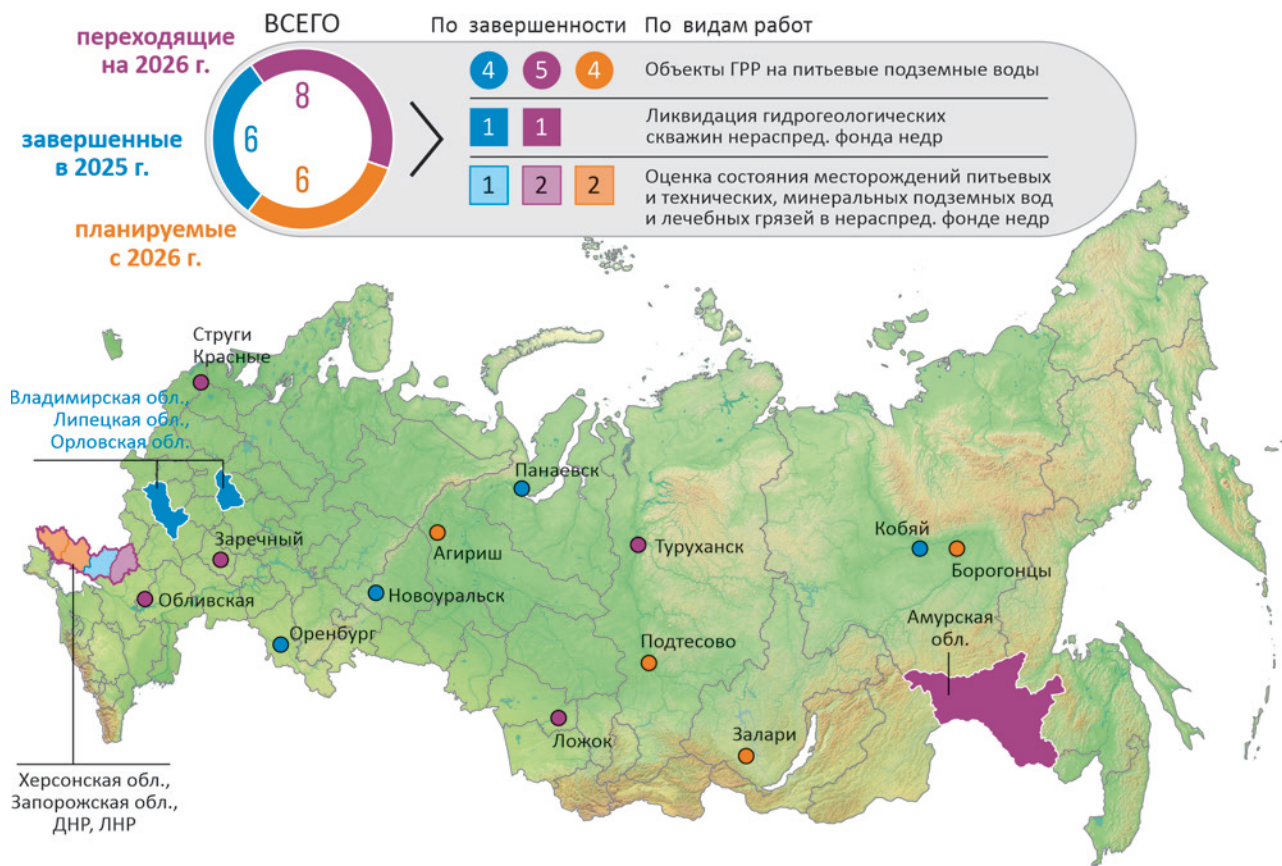 ВСЕГО
По завершенности
По видам работ
переходящие
на 2026 г.
завершенные
в 2025 г.
планируемые
с 2026 г.
8
6
6
4 5 4
Объекты ГРР на питьевые подземные воды
1 1
Ликвидация гидрогеологических
скважин нераспред. фонда недр
1 2 2
Оценка состояния месторождений питьевых
и технических, минеральных подземных вод
и лечебных грязей в нераспред. фонде недр
Струги
Красные
Владимирская обл.,
Липецкая обл.,
Орловская обл.
Панаевск
Агириш
Заречный
Туруханск
Кобяй
Борогонцы
Обливская
Новоуральск
Оренбург
Амурская
обл.
Подтесово
Ложок
Залари
Херсонская обл.,
Запорожская обл.,
ДНР, ЛНР